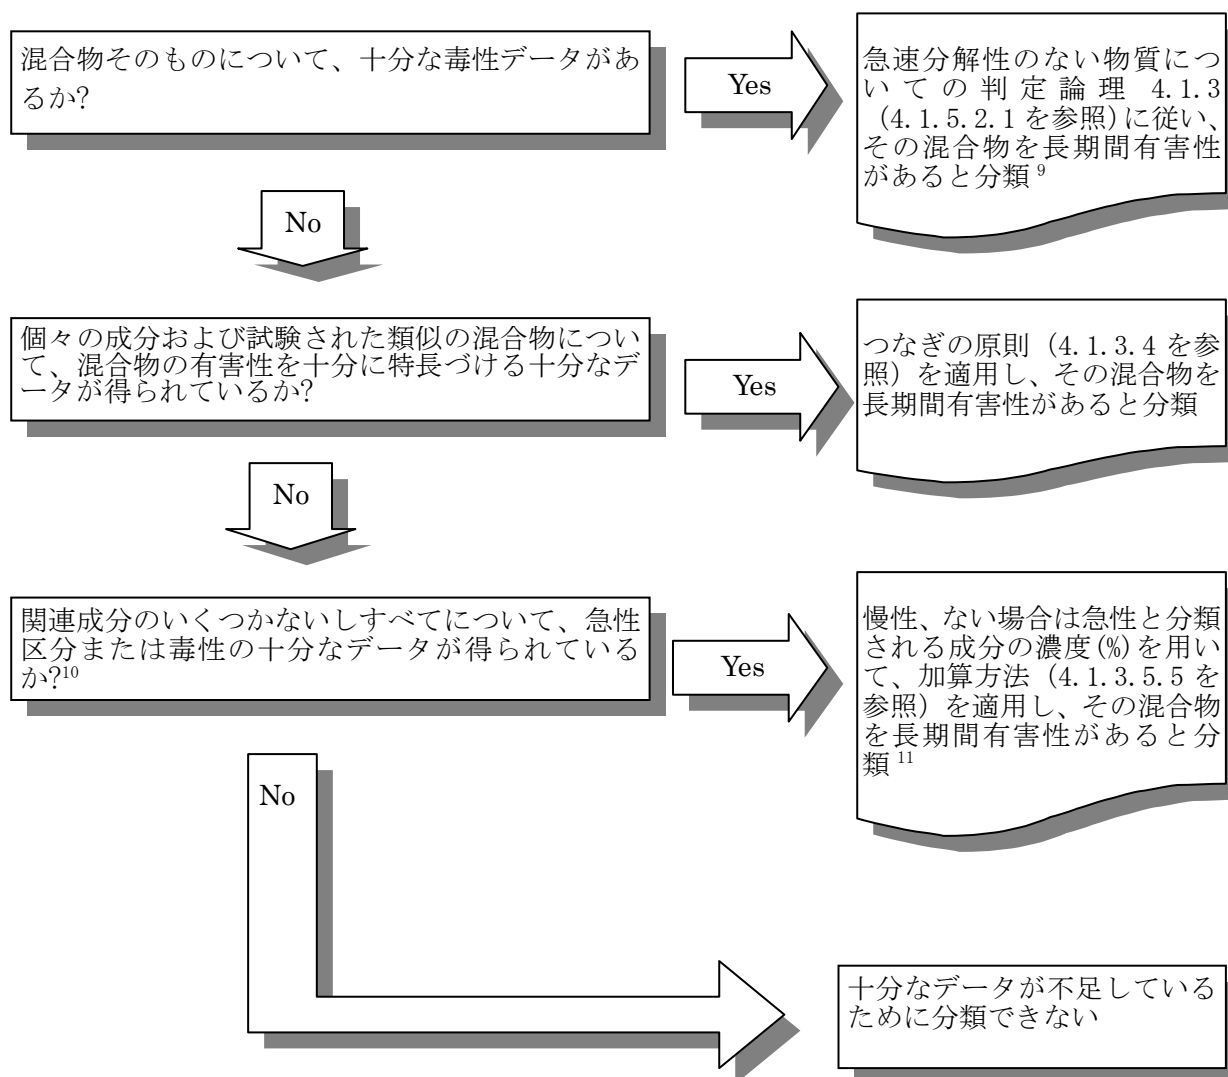 混合物そのものについて、十分な毒性データがあ
るか?
Yes
急速分解性のない物質につ
いての判定論理 4.1.3
（4.1.5.2.1 を参照)に従い、
その混合物を長期間有害性
があると分類 9
No
個々の成分および試験された類似の混合物につい
て、混合物の有害性を十分に特長づける十分なデ
ータが得られているか?
Yes
つなぎの原則（4.1.3.4 を参
照）を適用し、その混合物を
長期間有害性があると分類
No
関連成分のいくつかないしすべてについて、急性
区分または毒性の十分なデータが得られている
か?10
Yes
慢性、ない場合は急性と分類
される成分の濃度(%)を用い
て、加算方法（4.1.3.5.5 を
参照）を適用し、その混合物
を長期間有害性があると分
類 11
No
十分なデータが不足している
ために分類できない